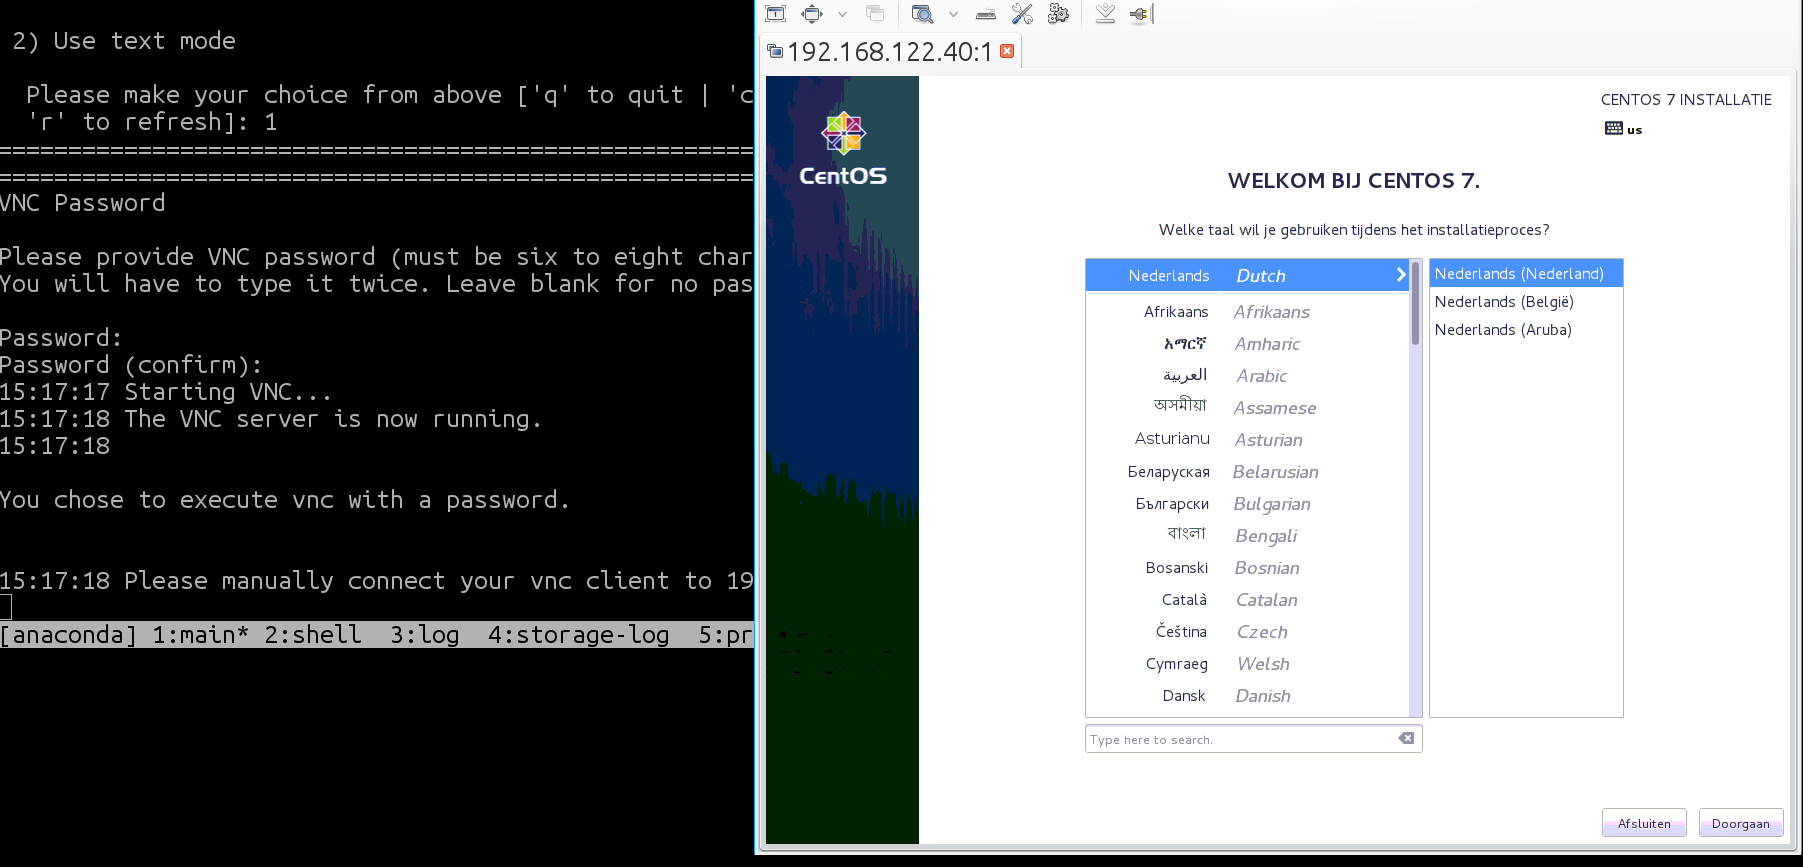 2) Use text mode
Please make your choice from above ['q' to quit | 'c
'r' to refresh]: 1
======================================================
======================================================
VNC Password
Please provide VNC password (must be six to eight char
You will have to type it twice. Leave blank for no pas
Password:
Password (confirm):
15:17:17 Starting VNC...
15:17:18 The VNC server is now running.
15:17:18
You chose to execute vnc with a password.
15:17:18 Please manually connect your vnc client to 19
[anaconda] 1:main* 2:shell  3:log  4:storage-log  5:pr
192.168.122.40:1
CentOS
CENTOS 7 INSTALLATIE
us
WELKOM BIJ CENTOS 7.
Welke taal wil je gebruiken tijdens het installatieproces?
Nederlands Dutch
Afrikaans Afrikaans
አማርኛ Amharic
العربية Arabic
অসমীয়া Assamese
Asturianu Asturian
Беларуская Belarusian
Български Bulgarian
বাংলা Bengali
Bosanski Bosnian
Català Catalan
Čeština Czech
Cymraeg Welsh
Dansk Danish
Nederlands (Nederland)
Nederlands (België)
Nederlands (Aruba)
Type here to search.
Afsluiten
Doorgaan